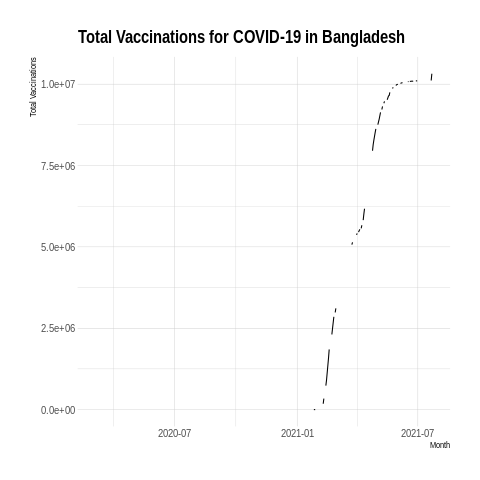 Total Vaccinations for COVID-19 in Bangladesh
Total Vaccinations
1.0e+07
7.5e+06
5.0e+06
2.5e+06
0.0e+00
2020-07
2021-01
2021-07
Month